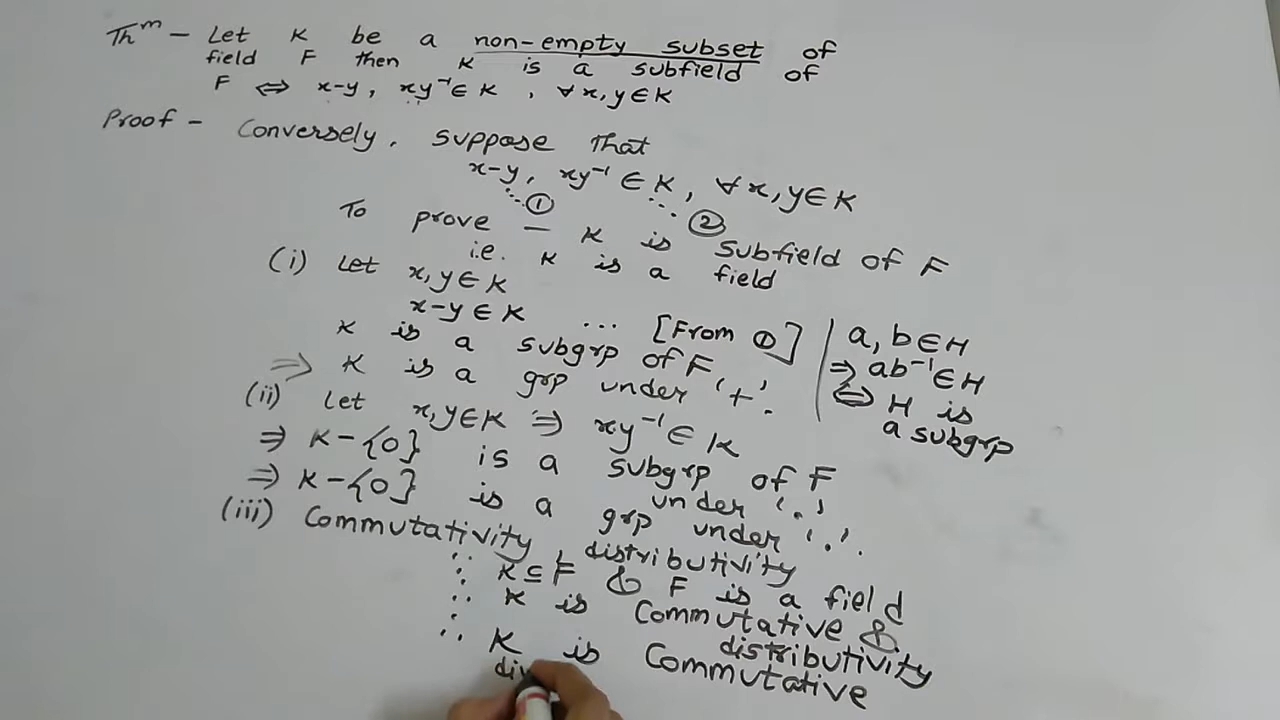 Thm - Let K be a non-empty subset of
field F then K is a subfield of
F ⇔ x-y, xy⁻¹ ∈ K, ∀ x,y ∈ K
Proof - Conversely, suppose that
x-y, xy⁻¹ ∈ K, ∀ x,y ∈ K
... ① ... ②
To prove - K is subfield of F
i.e. K is a field
(i) Let x,y ∈ K
x-y ∈ K ... [From ①]
K is a subgrp of F
⇒ K is a grp under '+'.
a, b ∈ H
⇒ ab⁻¹ ∈ H
⇔ H is
a subgrp
(ii) Let x,y ∈ K ⇒ xy⁻¹ ∈ K
⇒ K-{0} is a subgrp of F
under '.'
⇒ K-{0} is a grp under '.'.
(iii) Commutativity distributivity
∵ K ⊆ F & F is a field
∵ K is Commutative &
distributivity
∴ K is Commutative
di